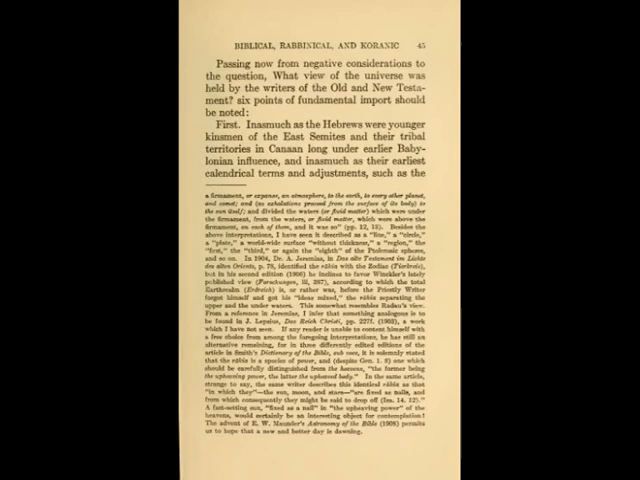 BIBLICAL, RABBINICAL, AND KORANIC 45
Passing now from negative considerations to
the question, What view of the universe was
held by the writers of the Old and New Testa-
ment? six points of fundamental import should
be noted:
First. Inasmuch as the Hebrews were younger
kinsmen of the East Semites and their tribal
territories in Canaan long under earlier Baby-
lonian influence, and inasmuch as their earliest
calendrical terms and adjustments, such as the
a firmament, or expanse, an atmosphere, to the earth, to every other planet,
and comet; and (as exhalations proceed from the surface of its body) to
the sun itself; and divided the waters (or fluid matter) which were under
the firmament, from the waters, or fluid matter, which were above the
firmament, on each of them, and it was so" (pp. 12, 13). Besides the
above interpretations, I have seen it described as a "line," a "circle,"
a "plate," a world-wide surface "without thickness," a "region," the
"first," the "third," or again the "eighth" of the Ptolemaic spheres,
and so on. In 1904, Dr. A. Jeremias, in Das alte Testament im Lichte
des alten Orients, p. 78, identified the rākia with the Zodiac (Tierkreis),
but in his second edition (1906) he inclines to favor Winckler's lately
published view (Forschungen, iii, 387), according to which the total
Earthrealm (Erdreich) is, or rather was, before the Priestly Writer
forgot himself and got his "ideas mixed," the rākia separating the
upper and the under waters. This somewhat resembles Radau's view.
From a reference in Jeremias, I infer that something analogous is to
be found in J. Lepsius, Das Reich Christi, pp. 227f. (1903), a work
which I have not seen. If any reader is unable to content himself with
a free choice from among the foregoing interpretations, he has still an
alternative remaining, for in three differently edited editions of the
article in Smith's Dictionary of the Bible, sub voce, it is solemnly stated
that the rākia is a species of power, and (despite Gen. 1. 8) one which
should be carefully distinguished from the heavens, "the former being
the upheaving power, the latter the upheaved body." In the same article,
strange to say, the same writer describes this identical rākia as that
"in which they"—the sun, moon, and stars—"are fixed as nails, and
from which consequently they might be said to drop off (Isa. 14. 12)."
A fast-setting sun, "fixed as a nail" in "the upheaving power" of the
heavens, would certainly be an interesting object for contemplation!
The advent of E. W. Maunder's Astronomy of the Bible (1908) permits
us to hope that a new and better day is dawning.